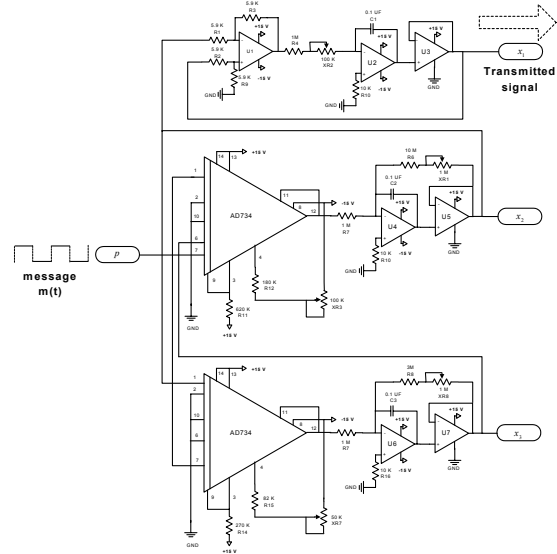 5.9 K
R3
5.9 K
R1
5.9 K
R2
+15 V
U1
-15 V
5.9 K
R9
GND
1M
R4
100 K
XR2
0.1 UF
C1
+15 V
U2
-15 V
10 K
R10
GND
+15 V
U3
GND
x1
Transmitted
signal
+15 V
14
13
1
2
10
6
7
AD734
11
8
12
4
9
3
-15 V
180 K
R12
100 K
XR3
620 K
R11
+15 V
GND
1 M
R7
10 M
R6
1 M
XR1
0.1 UF
C2
+15 V
U4
-15 V
10 K
R10
GND
+15 V
U5
GND
x2
message
m(t)
p
+15 V
14
13
1
2
10
6
7
AD734
11
8
12
4
9
3
-15 V
82 K
R15
50 K
XR7
270 K
R14
+15 V
GND
1 M
R7
3M
R8
1 M
XR8
0.1 UF
C3
+15 V
U6
-15 V
10 K
R16
GND
+15 V
U7
GND
x3